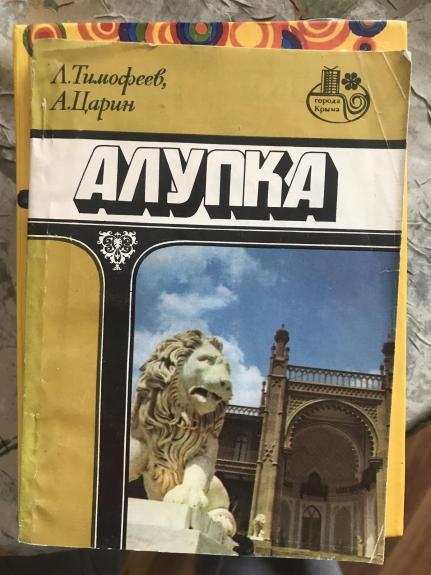 Л.Тимофеев,
А.Царин
города
Крыма
АЛУПКА